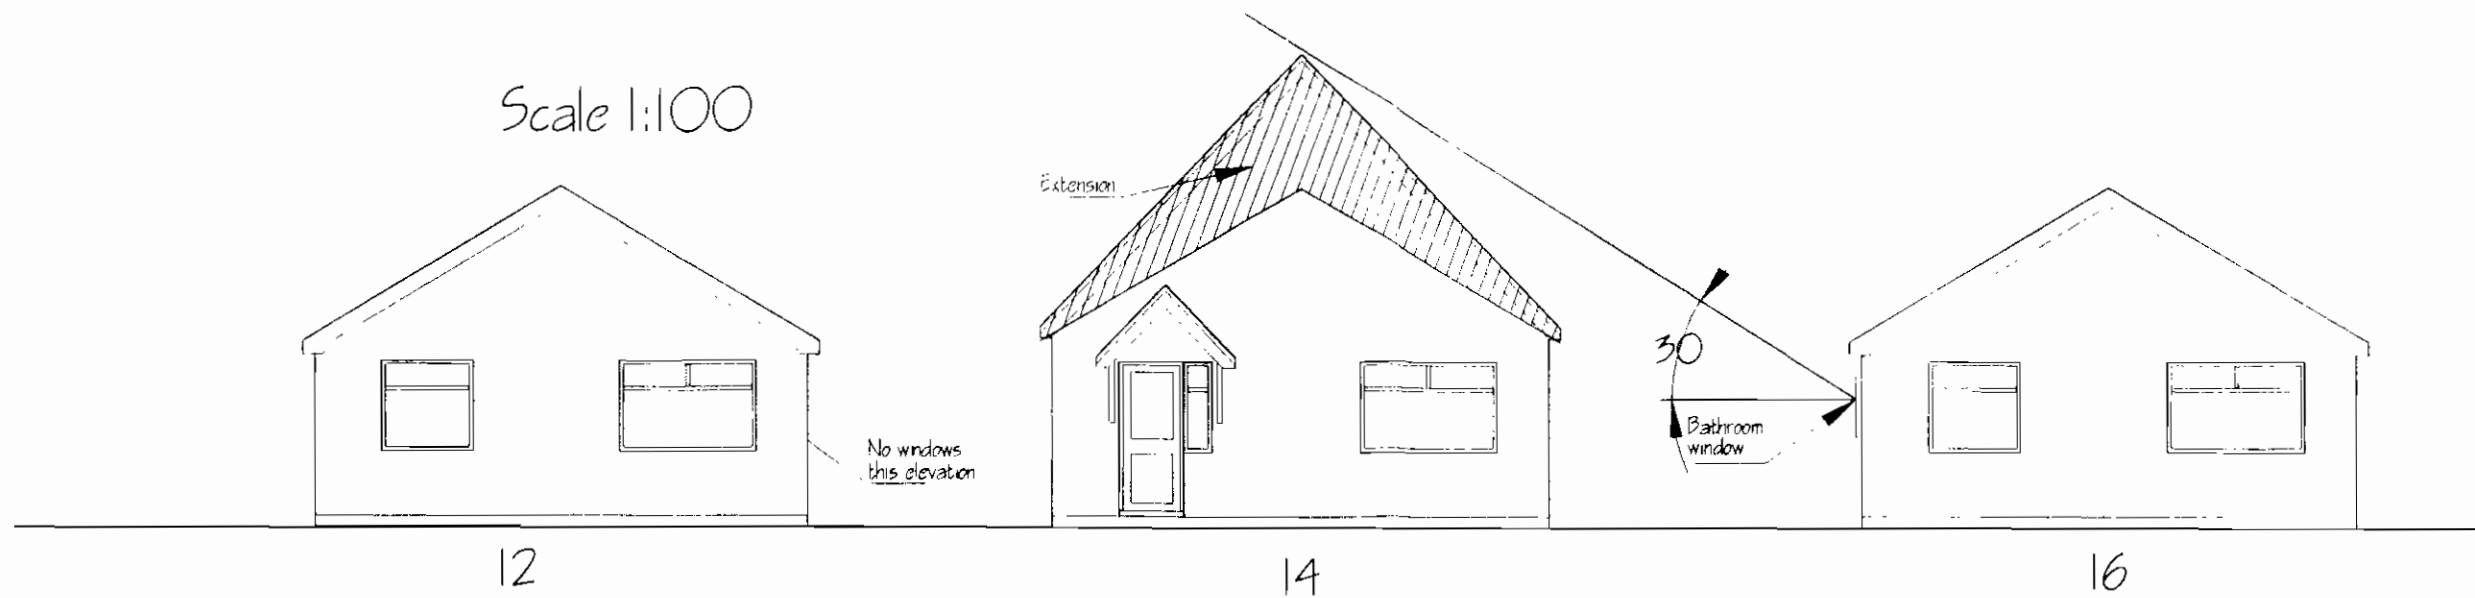 Scale 1:100
Extension
30
Bathroom
window
No windows
this elevation
12
14
16